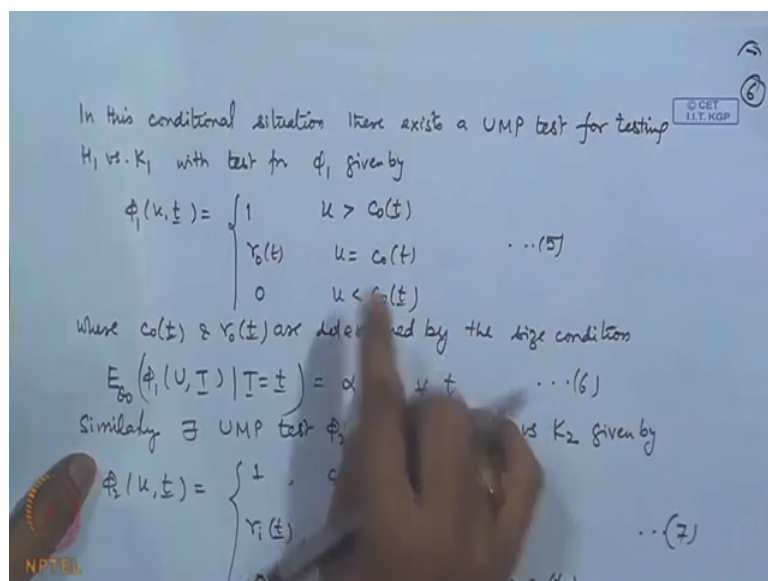 6
© CET
I.I.T. KGP
In this conditional situation there exists a UMP test for testing
H₁ vs. K₁ with test fn φ₁ given by
φ₁(u, t) = { 1 u > c₀(t)
γ₀(t) u = c₀(t) ...(5)
0 u < c₀(t)
where c₀(t) & γ₀(t) are determined by the size condition
E_θ₀(φ₁(U, T) | T = t) = α ∀ t ...(6)
Similarly ∃ UMP test φ₂ vs K₂ given by
φ₂(u, t) = { 1,
γᵢ(t) ..(7)
NPTEL